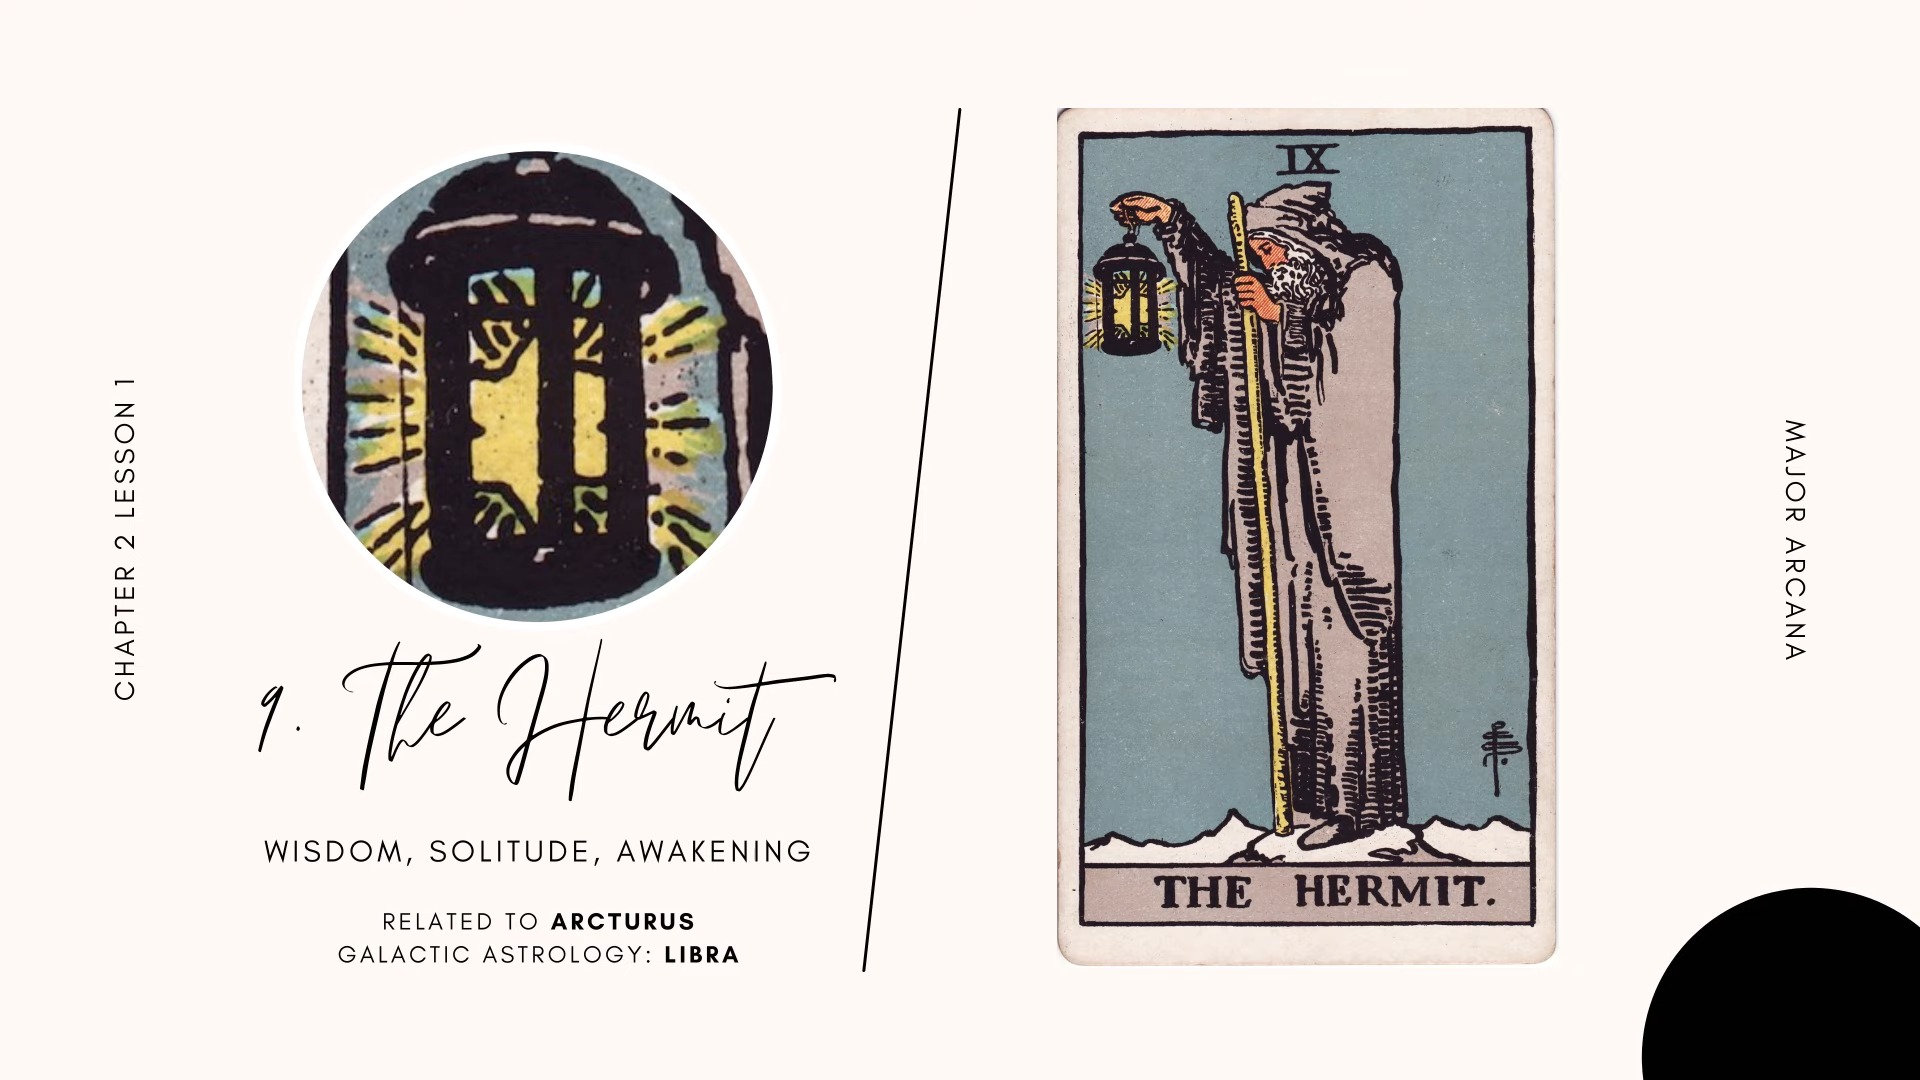 CHAPTER 2 LESSON 1
9. The Hermit
WISDOM, SOLITUDE, AWAKENING
RELATED TO ARCTURUS
GALACTIC ASTROLOGY: LIBRA
IX
THE HERMIT.
MAJOR ARCANA